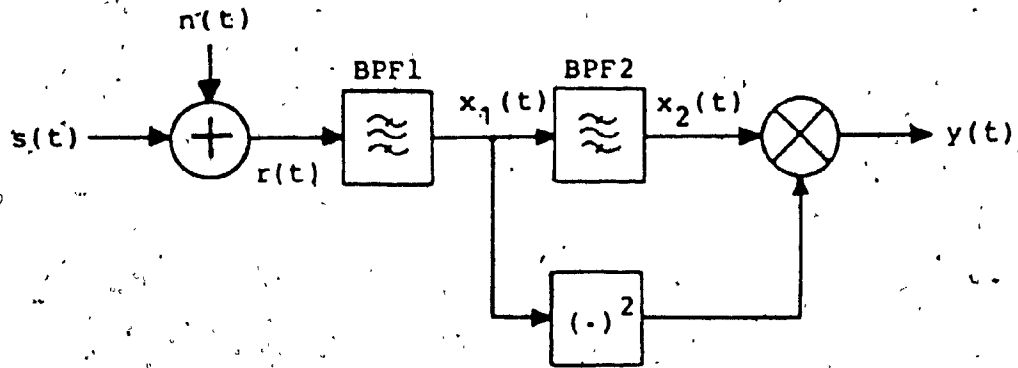 n(t)
BPF1 BPF2
s(t) r(t) x₁(t) x₂(t) y(t)
(.)²